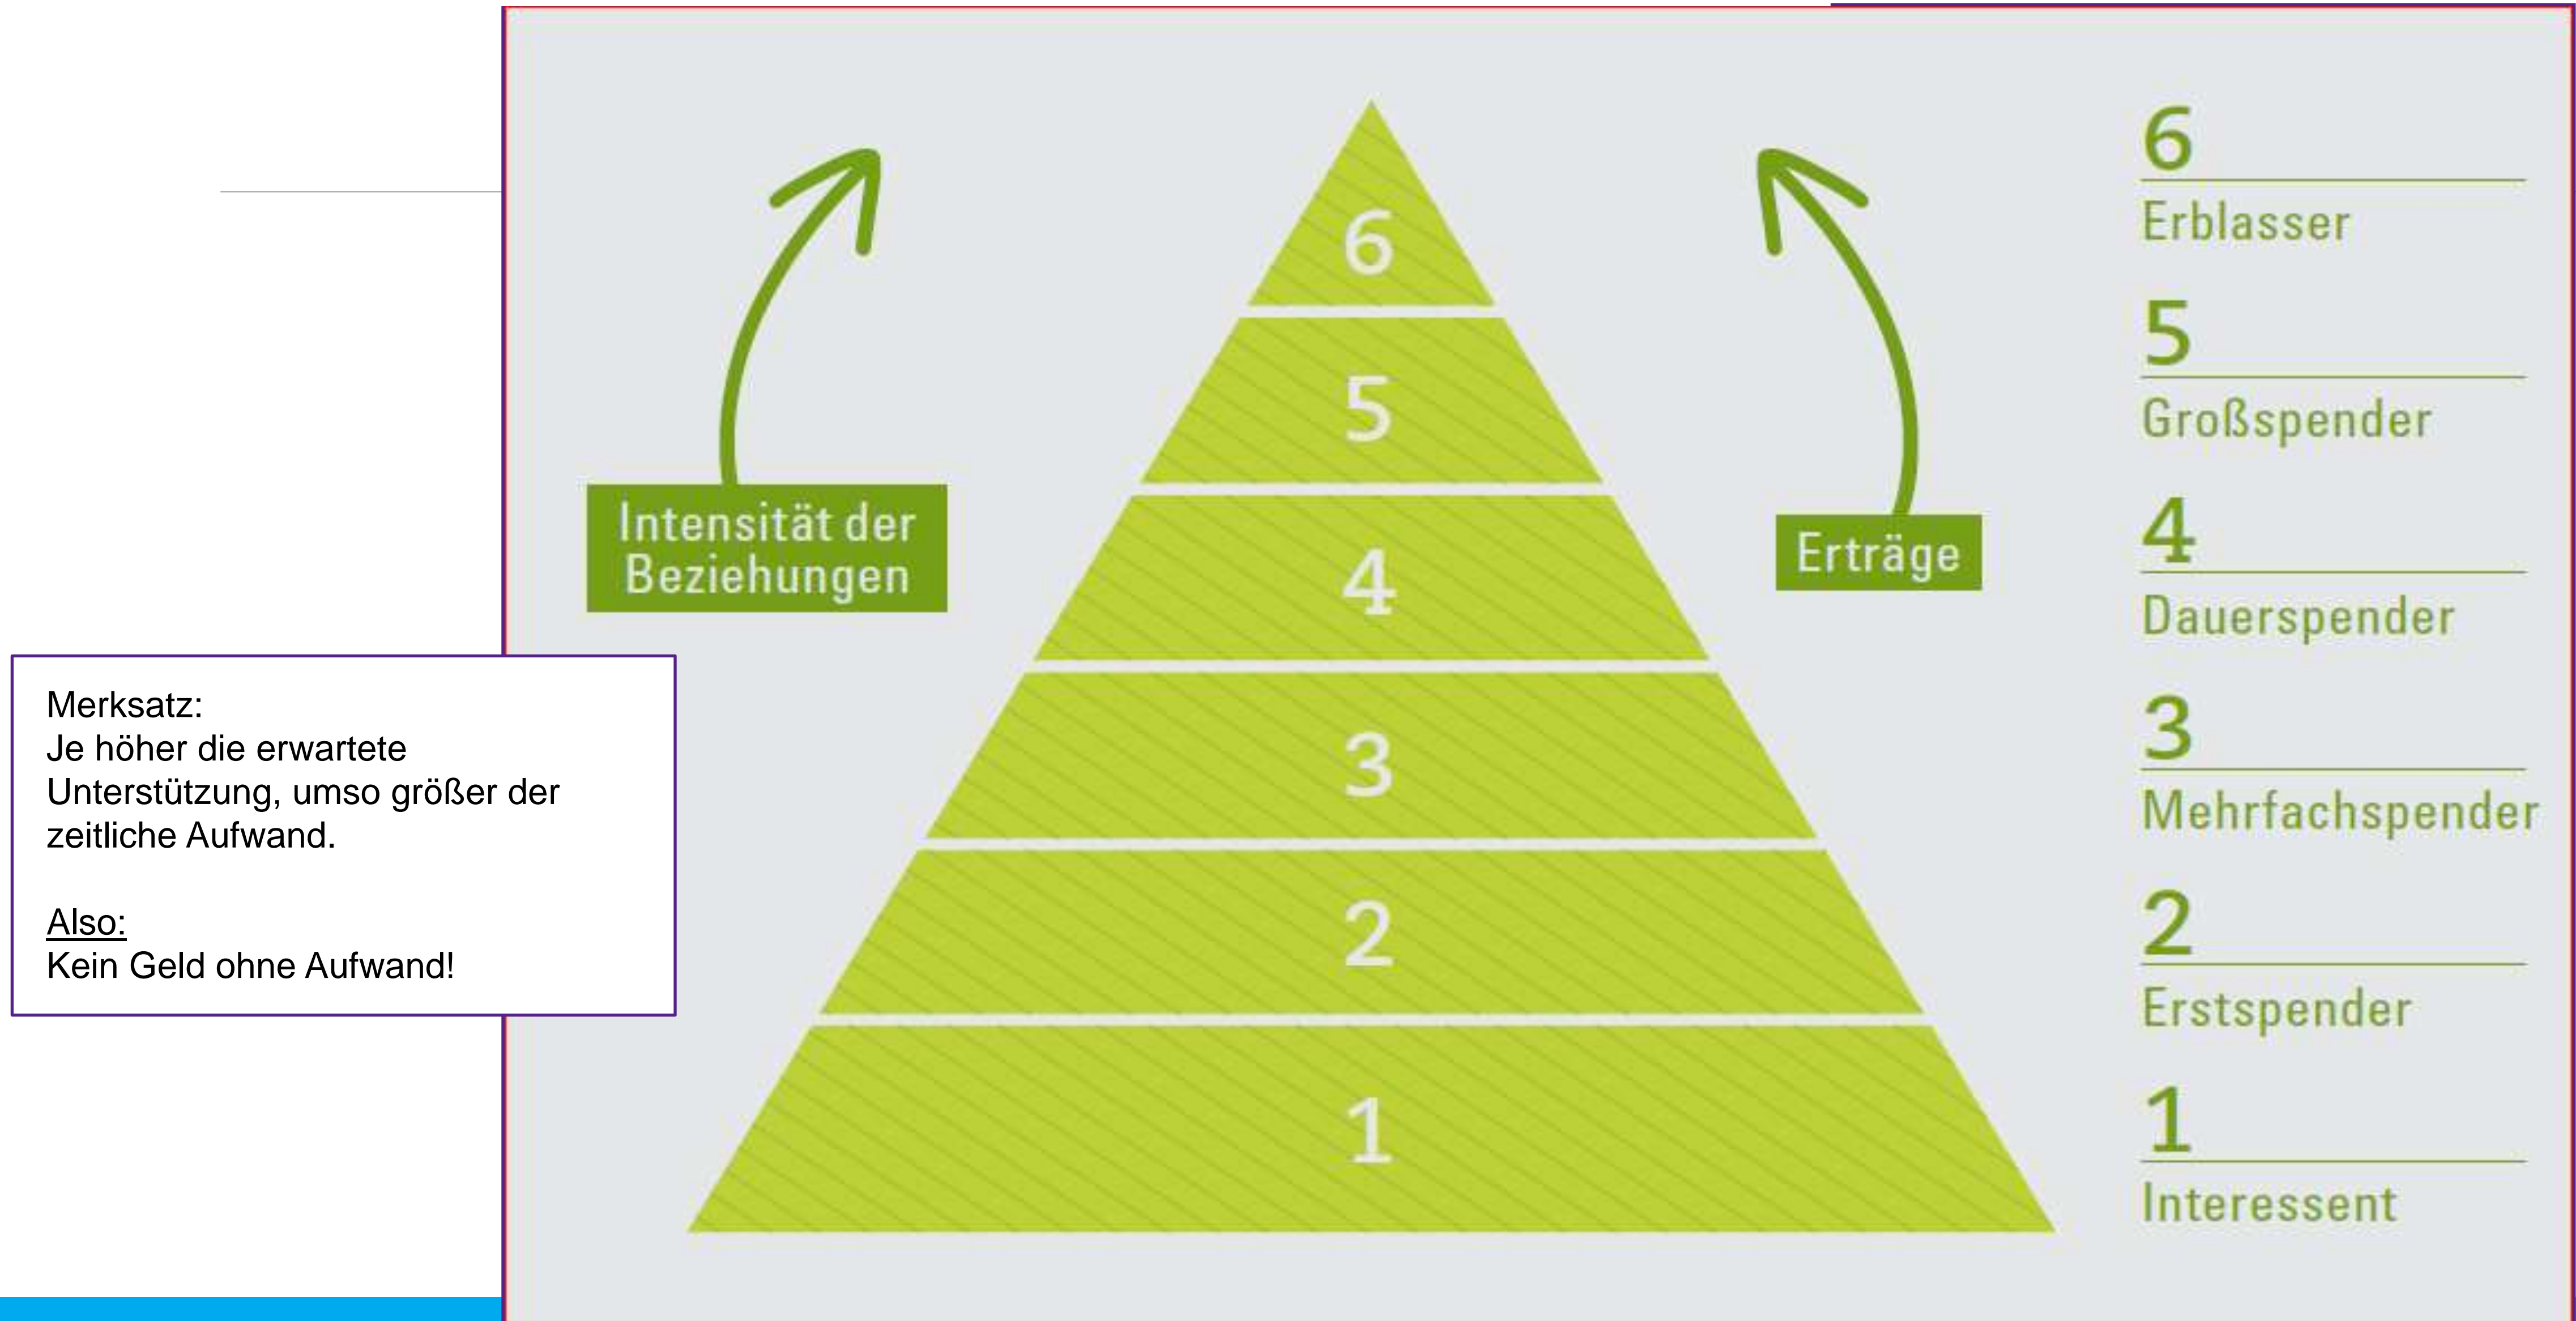 Merksatz:
Je höher die erwartete
Unterstützung, umso größer der
zeitliche Aufwand.
Also:
Kein Geld ohne Aufwand!
Intensität der
Beziehungen
6
5
4
3
2
1
Erträge
6
Erblasser
5
Großspender
4
Dauerspender
3
Mehrfachspender
2
Erstspender
1
Interessent